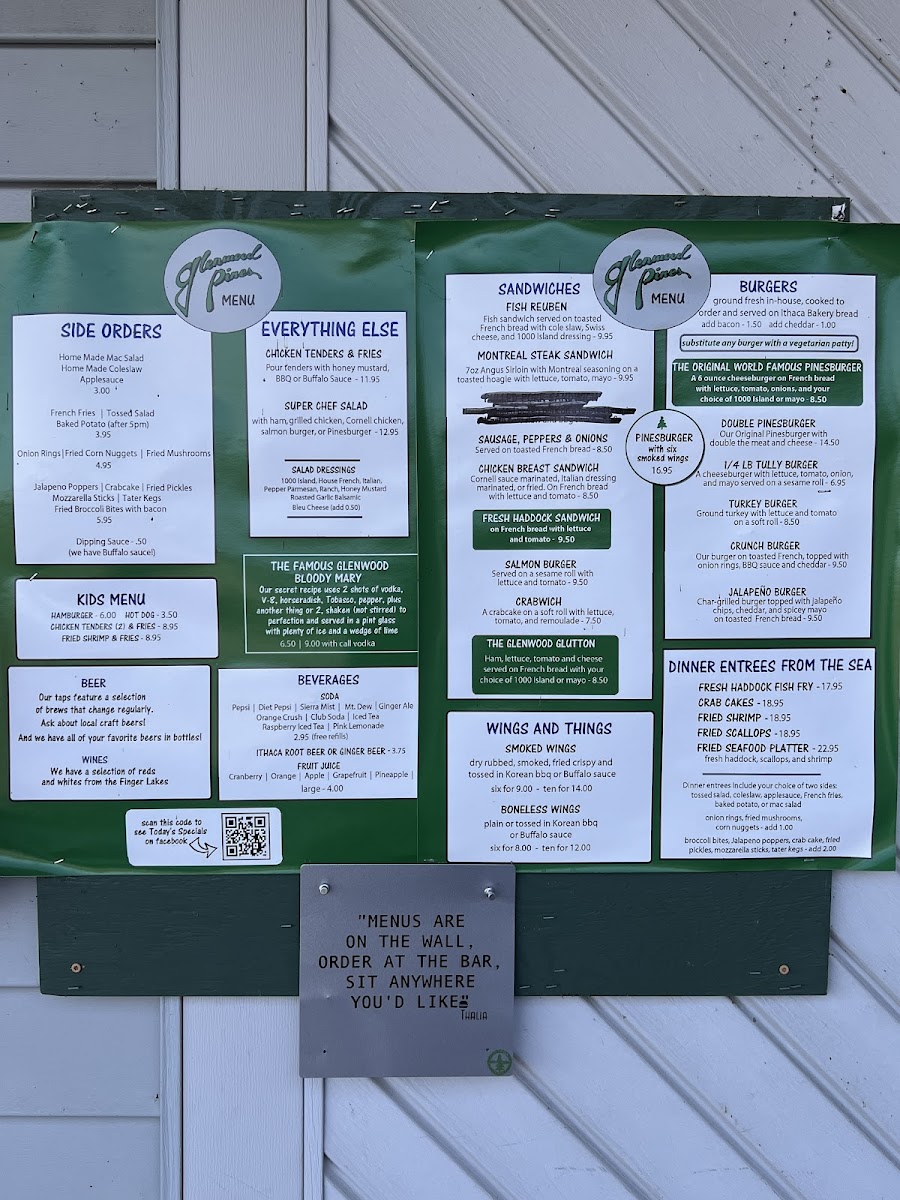 Glenwood Pines
MENU
SIDE ORDERS
Home Made Mac Salad
Home Made Coleslaw
Applesauce
3.00
French Fries | Tossed Salad
Baked Potato (after 5pm)
3.95
Onion Rings|Fried Corn Nuggets | Fried Mushrooms
4.95
Jalapeño Poppers | Crabcake | Fried Pickles
Mozzarella Sticks | Tater Kegs
Fried Broccoli Bites with bacon
5.95
Dipping Sauce - .50
(we have Buffalo sauce!)
KIDS MENU
HAMBURGER - 6.00 HOT DOG - 3.50
CHICKEN TENDERS (2) & FRIES - 8.95
FRIED SHRIMP & FRIES - 8.95
BEER
Our taps feature a selection
of brews that change regularly.
Ask about local craft beers!
And we have all of your favorite beers in bottles!
WINES
We have a selection of reds
and whites from the Finger Lakes
EVERYTHING ELSE
CHICKEN TENDERS & FRIES
Four tenders with honey mustard,
BBQ or Buffalo Sauce - 11.95
SUPER CHEF SALAD
with ham, grilled chicken, Cornell chicken,
salmon burger, or Pinesburger - 12.95
SALAD DRESSINGS
1000 Island, House French, Italian,
Pepper Parmesan, Ranch, Honey Mustard
Roasted Garlic Balsamic
Bleu Cheese (add 0.50)
THE FAMOUS GLENWOOD
BLOODY MARY
Our secret recipe uses 2 shots of vodka,
V-8, horseradish, Tobasco, pepper, plus
another thing or 2, shaken (not stirred) to
perfection and served in a pint glass
with plenty of ice and a wedge of lime
6.50 | 9.00 with call vodka
BEVERAGES
SODA
Pepsi | Diet Pepsi | Sierra Mist | Mt. Dew | Ginger Ale
Orange Crush | Club Soda | Iced Tea
Raspberry Iced Tea | Pink Lemonade
2.95 (free refills)
ITHACA ROOT BEER OR GINGER BEER - 3.75
FRUIT JUICE
Cranberry | Orange | Apple | Grapefruit | Pineapple |
large - 4.00
scan this code to
see Today's Specials
on facebook
Glenwood Pines
MENU
SANDWICHES
FISH REUBEN
Fish sandwich served on toasted
French bread with cole slaw, Swiss
cheese, and 1000 Island dressing - 9.95
MONTREAL STEAK SANDWICH
7oz Angus Sirloin with Montreal seasoning on a
toasted hoagie with lettuce, tomato, mayo - 9.95
SAUSAGE, PEPPERS & ONIONS
Served on toasted French bread - 8.50
CHICKEN BREAST SANDWICH
Cornell sauce marinated, Italian dressing
marinated, or fried. On French bread
with lettuce and tomato - 8.50
FRESH HADDOCK SANDWICH
on French bread with lettuce
and tomato - 9.50
SALMON BURGER
Served on a sesame roll with
lettuce and tomato - 9.50
CRABWICH
A crabcake on a soft roll with lettuce,
tomato, and remoulade - 7.50
THE GLENWOOD GLUTTON
Ham, lettuce, tomato and cheese
served on French bread with your
choice of 1000 Island or mayo - 8.50
WINGS AND THINGS
SMOKED WINGS
dry rubbed, smoked, fried crispy and
tossed in Korean bbq or Buffalo sauce
six for 9.00 - ten for 14.00
BONELESS WINGS
plain or tossed in Korean bbq
or Buffalo sauce
six for 8.00 - ten for 12.00
PINESBURGER
with six
smoked wings
16.95
BURGERS
ground fresh in-house, cooked to
order and served on Ithaca Bakery bread
add bacon - 1.50 add cheddar - 1.00
substitute any burger with a vegetarian patty!
THE ORIGINAL WORLD FAMOUS PINESBURGER
A 6 ounce cheeseburger on French bread
with lettuce, tomato, onions, and your
choice of 1000 Island or mayo - 8.50
DOUBLE PINESBURGER
Our Original Pinesburger with
double the meat and cheese - 14.50
1/4 LB TULLY BURGER
A cheeseburger with lettuce, tomato, onion,
and mayo served on a sesame roll - 6.95
TURKEY BURGER
Ground turkey with lettuce and tomato
on a soft roll - 8.50
CRUNCH BURGER
Our burger on toasted French, topped with
onion rings, BBQ sauce and cheddar - 9.50
JALAPEÑO BURGER
Char-grilled burger topped with jalapeño
chips, cheddar, and spicy mayo
on toasted French bread - 9.50
DINNER ENTREES FROM THE SEA
FRESH HADDOCK FISH FRY - 17.95
CRAB CAKES - 18.95
FRIED SHRIMP - 18.95
FRIED SCALLOPS - 18.95
FRIED SEAFOOD PLATTER - 22.95
fresh haddock, scallops, and shrimp
Dinner entrees include your choice of two sides:
tossed salad, coleslaw, applesauce, French fries,
baked potato, or mac salad
onion rings, fried mushrooms,
corn nuggets - add 1.00
broccoli bites, Jalapeno poppers, crab cake, fried
pickles, mozzarella sticks, tater kegs - add 2.00
"MENUS ARE
ON THE WALL,
ORDER AT THE BAR,
SIT ANYWHERE
YOU'D LIKE"
THALIA